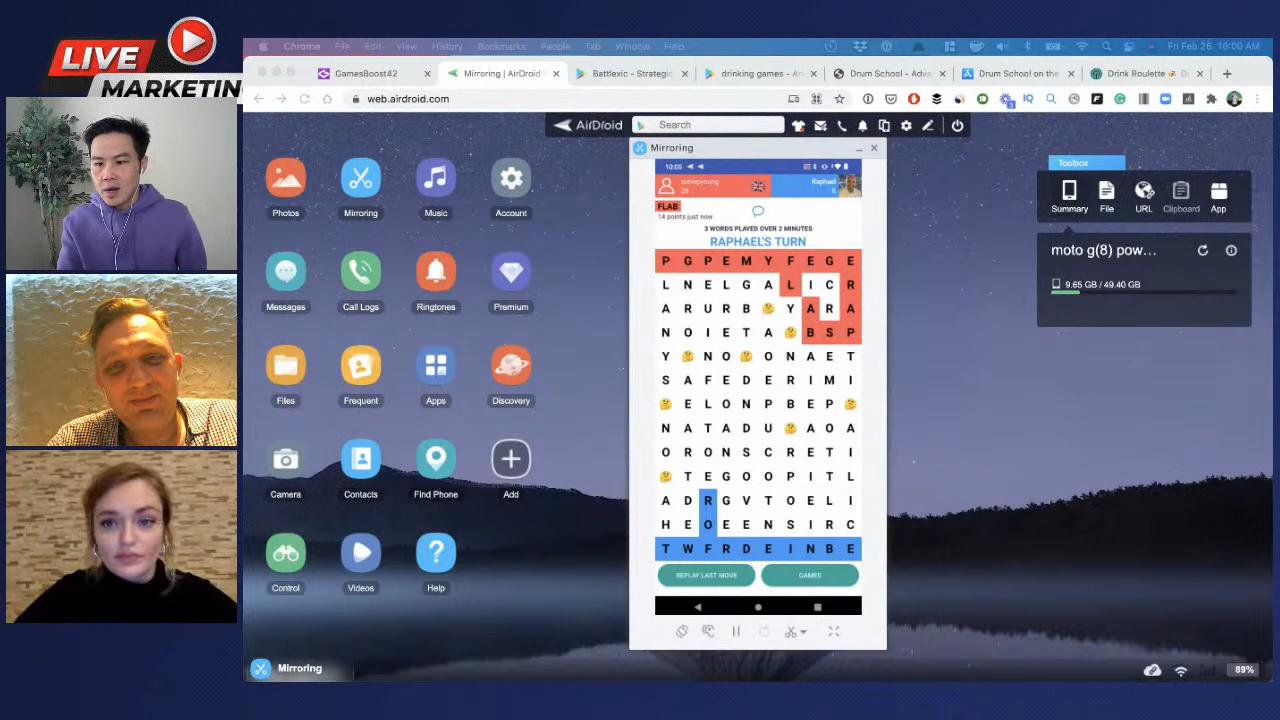 LIVE
MARKETIN
Chrome File Edit View History Bookmarks People Tab Window Help
Fri Feb 26 10:00 AM
GamesBoost42
Mirroring | AirDroid
Battlexic - Strategic
drinking games - An
Drum School - Adva
Drum School on the
Drink Roulette
web.airdroid.com
AirDroid
Search
Mirroring
Photos Mirroring Music Account
Messages Call Logs Ringtones Premium
Files Frequent Apps Discovery
Camera Contacts Find Phone Add
Control Videos Help
10:00
stevepyoung
Raphael
FLAB
14 points just now
3 WORDS PLAYED OVER 2 MINUTES
RAPHAEL'S TURN
P G P E M Y F E G E
L N E L G A L I C R
A R U R B 🤔 Y A R A
N O I E T A 🤔 B S P
Y 🤔 N O 🤔 O N A E T
S A F E D E R I M I
🤔 E L O N P B E P 🤔
N A T A D U 🤔 A O A
O R O N S C R E T I
🤔 T E G O O P I T L
A D R G V T O E L I
H E O E E N S I R C
T W F R D E I N B E
REPLAY LAST MOVE
GAMES
Toolbox
Summary File URL Clipboard App
moto g(8) pow...
9.65 GB / 49.40 GB
Mirroring
89%